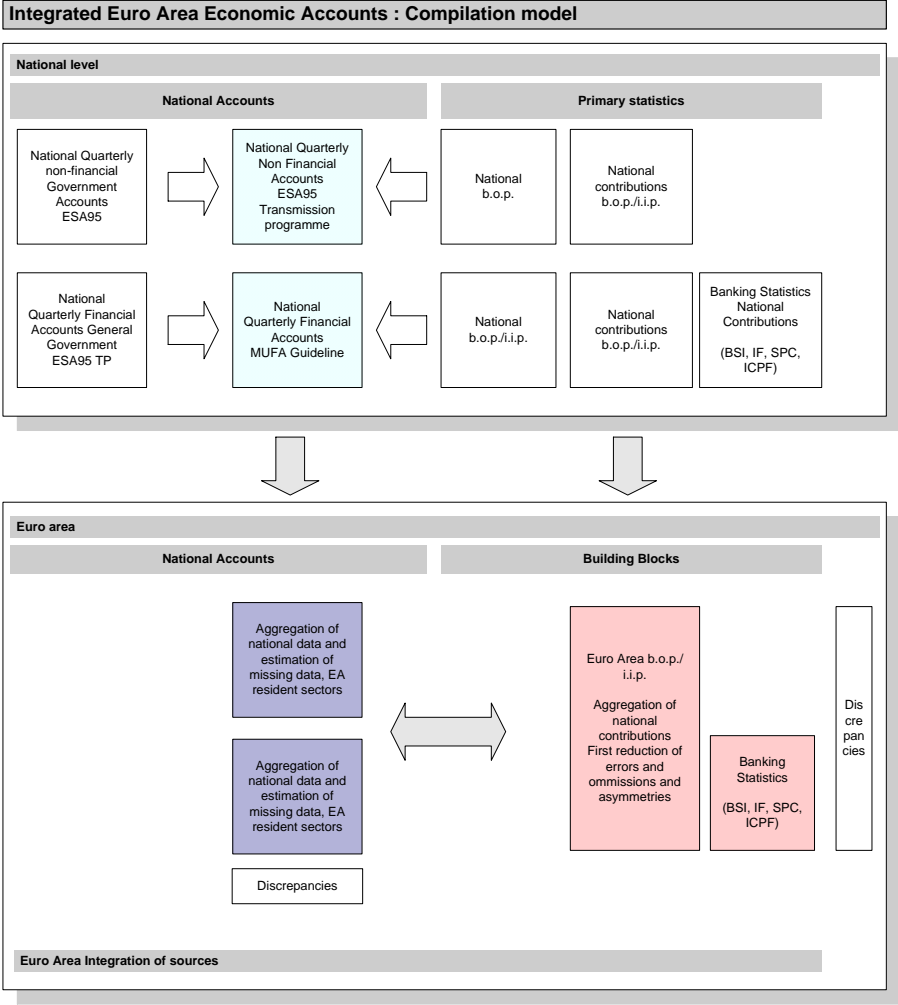 Integrated Euro Area Economic Accounts : Compilation model
National level
National Accounts
Primary statistics
National Quarterly
non-financial
Government
Accounts
ESA95
National Quarterly
Non Financial
Accounts
ESA95
Transmission
programme
National
b.o.p.
National
contributions
b.o.p./i.i.p.
National
Quarterly Financial
Accounts General
Government
ESA95 TP
National
Quarterly Financial
Accounts
MUFA Guideline
National
b.o.p./i.i.p.
National
contributions
b.o.p./i.i.p.
Banking Statistics
National
Contributions
(BSI, IF, SPC,
ICPF)
Euro area
National Accounts
Building Blocks
Aggregation of
national data and
estimation of
missing data, EA
resident sectors
Aggregation of
national data and
estimation of
missing data, EA
resident sectors
Discrepancies
Euro Area b.o.p./
i.i.p.
Aggregation of
national
contributions
First reduction of
errors and
ommissions and
asymmetries
Banking
Statistics
(BSI, IF, SPC,
ICPF)
Dis
cre
pan
cies
Euro Area Integration of sources